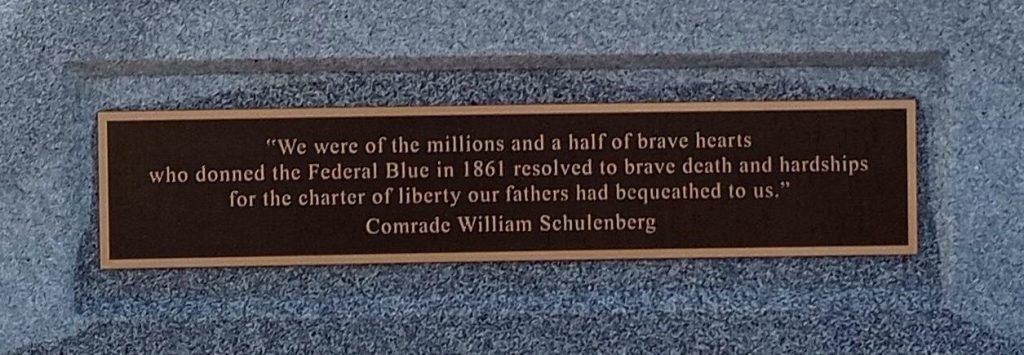 “We were of the millions and a half of brave hearts
who donned the Federal Blue in 1861 resolved to brave death and hardships
for the charter of liberty our fathers had bequeathed to us.”
Comrade William Schulenberg